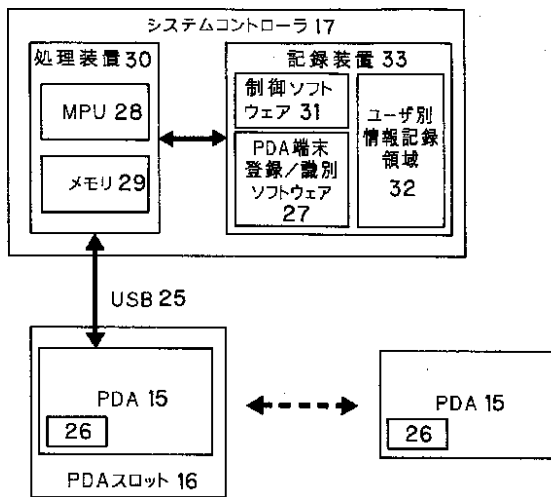 システムコントローラ 17
処理装置 30
MPU 28
メモリ 29
記録装置 33
制御ソフト
ウェア 31
PDA端末
登録/識別
ソフトウェア
27
ユーザ別
情報記録
領域
32
USB 25
PDA 15
26
PDAスロット 16
PDA 15
26